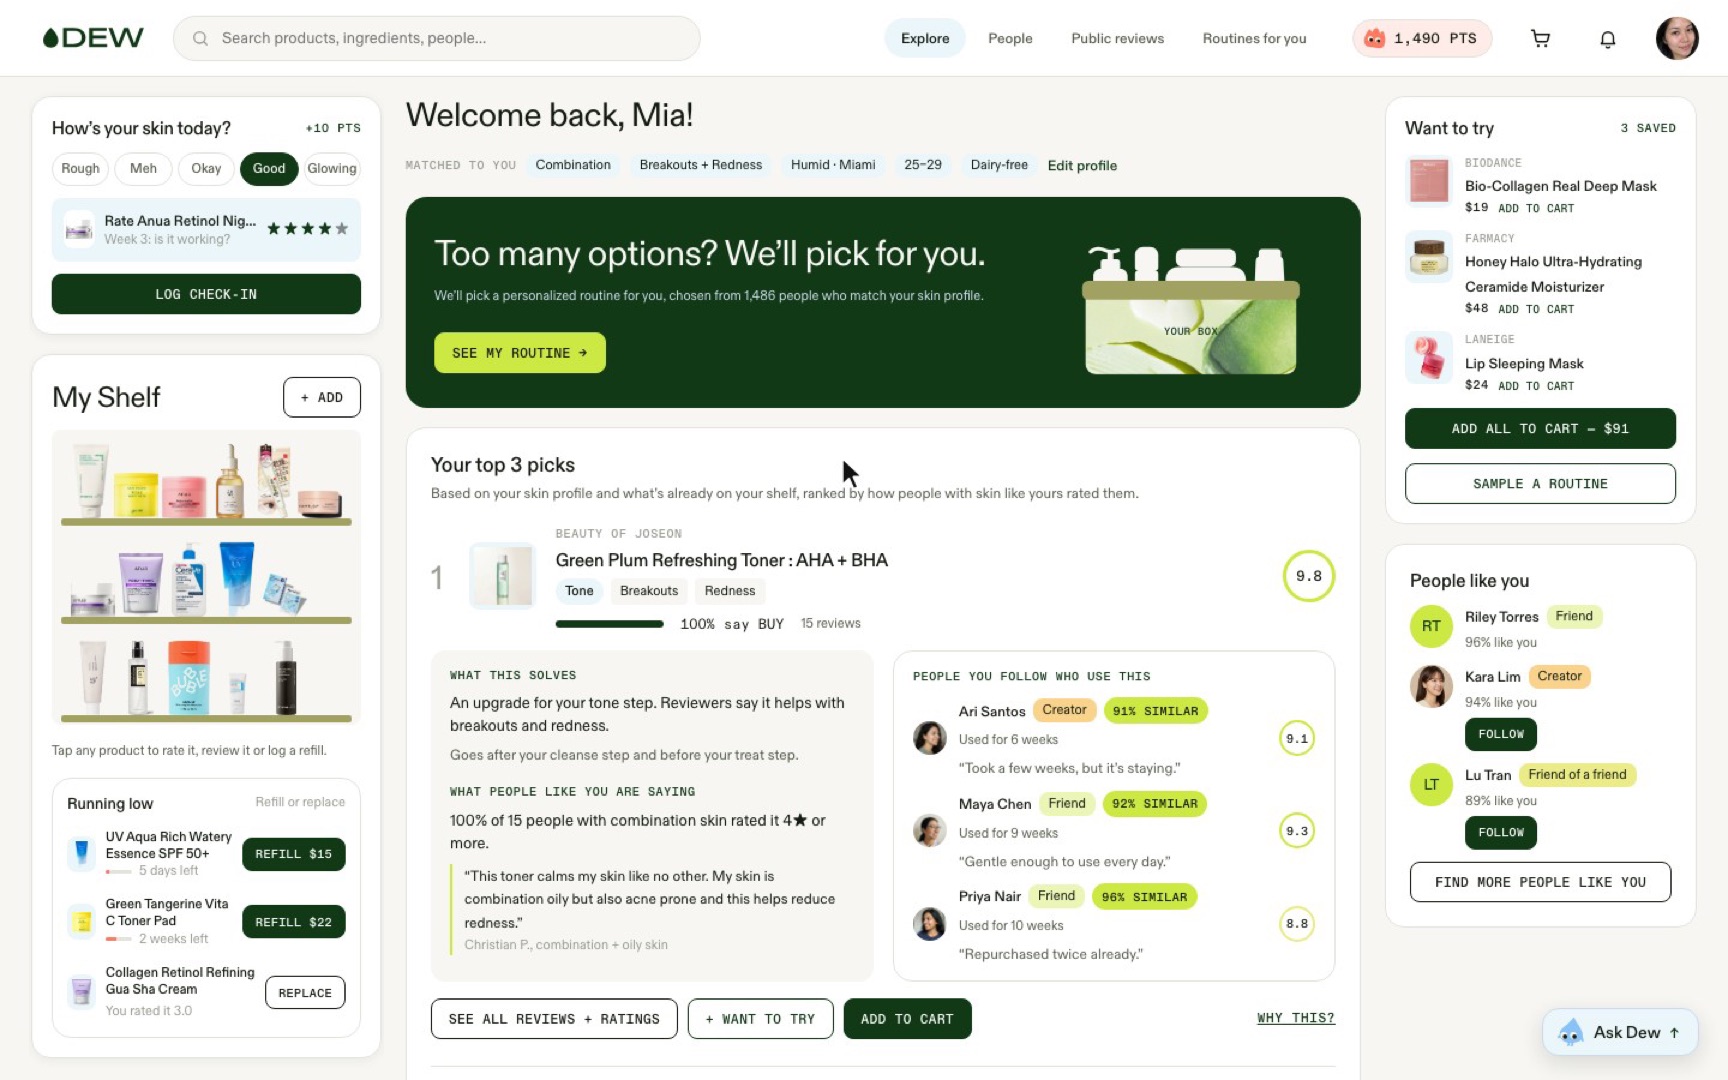 DEW
Search products, ingredients, people...
Explore
People
Public reviews
Routines for you
1,490 PTS
How's your skin today?
+10 PTS
Rough
Meh
Okay
Good
Glowing
Rate Anua Retinol Nig...
Week 3: is it working?
LOG CHECK-IN
My Shelf
+ ADD
Tap any product to rate it, review it or log a refill.
Running low
Refill or replace
UV Aqua Rich Watery
Essence SPF 50+
5 days left
REFILL $15
Green Tangerine Vita
C Toner Pad
2 weeks left
REFILL $22
Collagen Retinol Refining
Gua Sha Cream
You rated it 3.0
REPLACE
Welcome back, Mia!
MATCHED TO YOU
Combination
Breakouts + Redness
Humid · Miami
25–29
Dairy-free
Edit profile
Too many options? We'll pick for you.
We'll pick a personalized routine for you, chosen from 1,486 people who match your skin profile.
SEE MY ROUTINE →
YOUR BOX
Your top 3 picks
Based on your skin profile and what's already on your shelf, ranked by how people with skin like yours rated them.
1
BEAUTY OF JOSEON
Green Plum Refreshing Toner : AHA + BHA
Tone
Breakouts
Redness
100% say BUY
15 reviews
9.8
WHAT THIS SOLVES
An upgrade for your tone step. Reviewers say it helps with
breakouts and redness.
Goes after your cleanse step and before your treat step.
WHAT PEOPLE LIKE YOU ARE SAYING
100% of 15 people with combination skin rated it 4★ or
more.
“This toner calms my skin like no other. My skin is
combination oily but also acne prone and this helps reduce
redness.”
Christian P., combination + oily skin
PEOPLE YOU FOLLOW WHO USE THIS
Ari Santos
Creator
91% SIMILAR
Used for 6 weeks
“Took a few weeks, but it's staying.”
9.1
Maya Chen
Friend
92% SIMILAR
Used for 9 weeks
“Gentle enough to use every day.”
9.3
Priya Nair
Friend
96% SIMILAR
Used for 10 weeks
“Repurchased twice already.”
8.8
SEE ALL REVIEWS + RATINGS
+ WANT TO TRY
ADD TO CART
WHY THIS?
Want to try
3 SAVED
BIODANCE
Bio-Collagen Real Deep Mask
$19 ADD TO CART
FARMACY
Honey Halo Ultra-Hydrating
Ceramide Moisturizer
$48 ADD TO CART
LANEIGE
Lip Sleeping Mask
$24 ADD TO CART
ADD ALL TO CART – $91
SAMPLE A ROUTINE
People like you
RT
Riley Torres
Friend
96% like you
Kara Lim
Creator
94% like you
FOLLOW
LT
Lu Tran
Friend of a friend
89% like you
FOLLOW
FIND MORE PEOPLE LIKE YOU
Ask Dew ↑